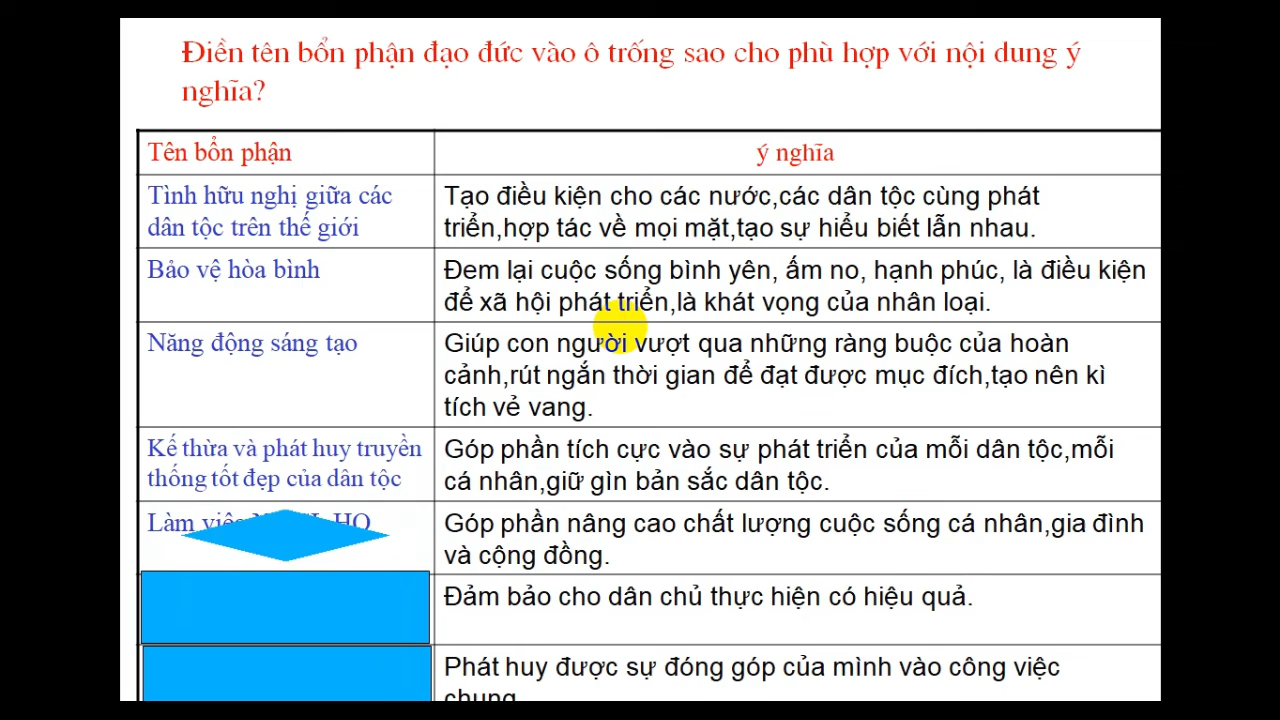 Điền tên bổn phận đạo đức vào ô trống sao cho phù hợp với nội dung ý
nghĩa?
Tên bổn phận
ý nghĩa
Tình hữu nghị giữa các
dân tộc trên thế giới
Tạo điều kiện cho các nước,các dân tộc cùng phát
triển,hợp tác về mọi mặt,tạo sự hiểu biết lẫn nhau.
Bảo vệ hòa bình
Đem lại cuộc sống bình yên, ấm no, hạnh phúc, là điều kiện
để xã hội phát triển,là khát vọng của nhân loại.
Năng động sáng tạo
Giúp con người vượt qua những ràng buộc của hoàn
cảnh,rút ngắn thời gian để đạt được mục đích,tạo nên kì
tích vẻ vang.
Kế thừa và phát huy truyền
thống tốt đẹp của dân tộc
Góp phần tích cực vào sự phát triển của mỗi dân tộc,mỗi
cá nhân,giữ gìn bản sắc dân tộc.
Làm việc
Góp phần nâng cao chất lượng cuộc sống cá nhân,gia đình
và cộng đồng.
Đảm bảo cho dân chủ thực hiện có hiệu quả.
Phát huy được sự đóng góp của mình vào công việc
chung